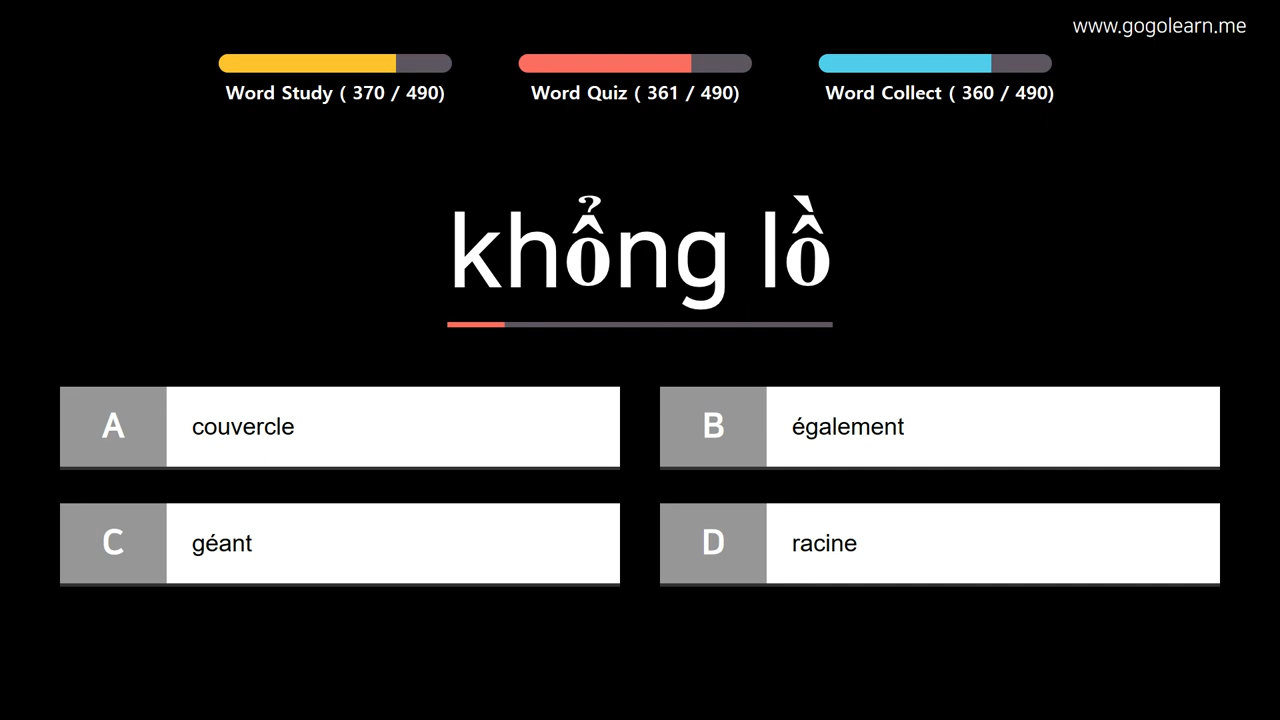 www.gogolearn.me
Word Study ( 370 / 490)
Word Quiz ( 361 / 490)
Word Collect ( 360 / 490)
khổng lồ
A couvercle
B également
C géant
D racine